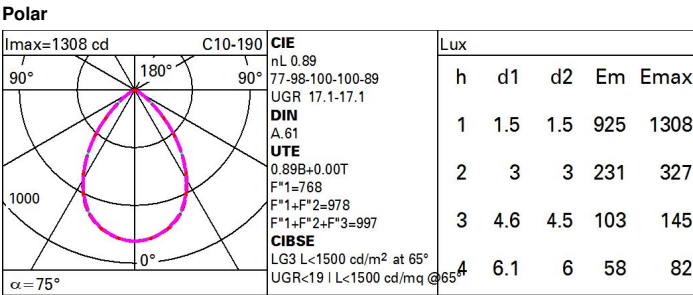 Polar
Imax=1308 cd C10-190
90° 180° 90°
1000
0°
α=75°
CIE
nL 0.89
77-98-100-100-89
UGR 17.1-17.1
DIN
A.61
UTE
0.89B+0.00T
F"1=768
F"1+F"2=978
F"1+F"2+F"3=997
CIBSE
LG3 L<1500 cd/m² at 65°
UGR<19 | L<1500 cd/mq @65°
Lux
h d1 d2 Em Emax
1 1.5 1.5 925 1308
2 3 3 231 327
3 4.6 4.5 103 145
4 6.1 6 58 82